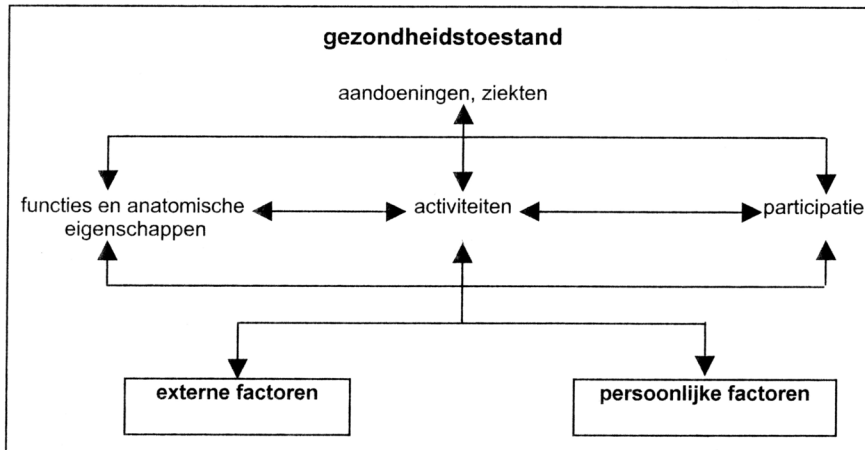 gezondheidstoestand
aandoeningen, ziekten
functies en anatomische
eigenschappen
activiteiten
participatie
externe factoren
persoonlijke factoren